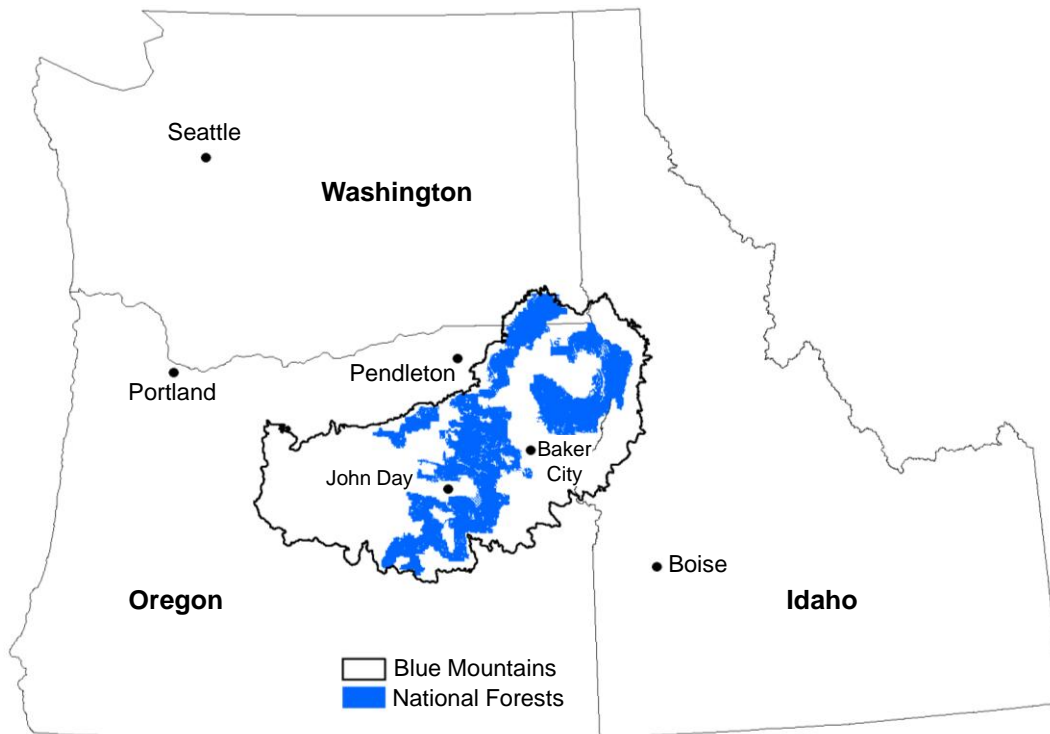 Seattle
Washington
Pendleton
Portland
Baker
City
John Day
Boise
Oregon
Idaho
Blue Mountains
National Forests